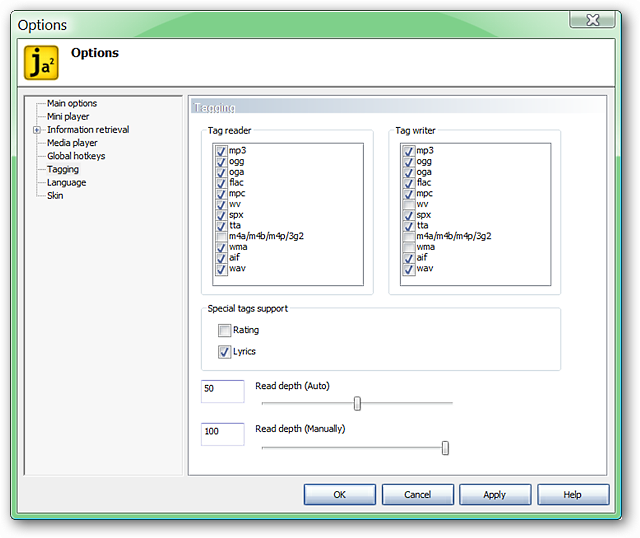 Options
ja²
Options
Main options
Mini player
Information retrieval
Media player
Global hotkeys
Tagging
Language
Skin
Tagging
Tag reader
mp3
ogg
oga
flac
mpc
wv
spx
tta
m4a/m4b/m4p/3g2
wma
aif
wav
Tag writer
mp3
ogg
oga
flac
mpc
wv
spx
tta
m4a/m4b/m4p/3g2
wma
aif
wav
Special tags support
Rating
Lyrics
50 Read depth (Auto)
100 Read depth (Manually)
OK Cancel Apply Help